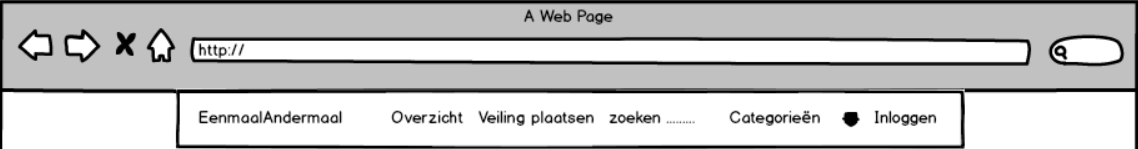 A Web Page
http://
EenmaalAndermaal Overzicht Veiling plaatsen zoeken ......... Categorieën Inloggen